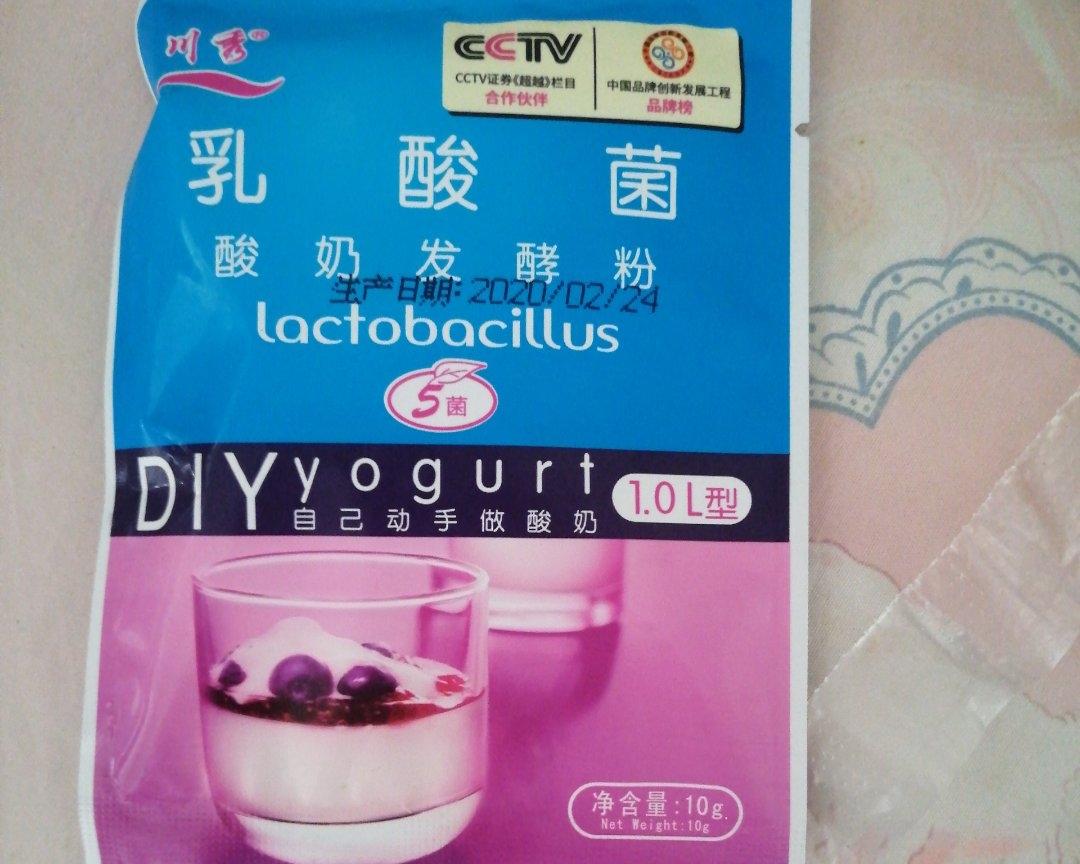 川秀®
CCTV
CCTV证券《超越》栏目
合作伙伴
中国品牌创新发展工程
品牌榜
乳酸菌
酸奶发酵粉
生产日期: 2020/02/24
lactobacillus
5菌
DIY yogurt
自己动手做酸奶
1.0L型
净含量:10g.
Net Weight:10g